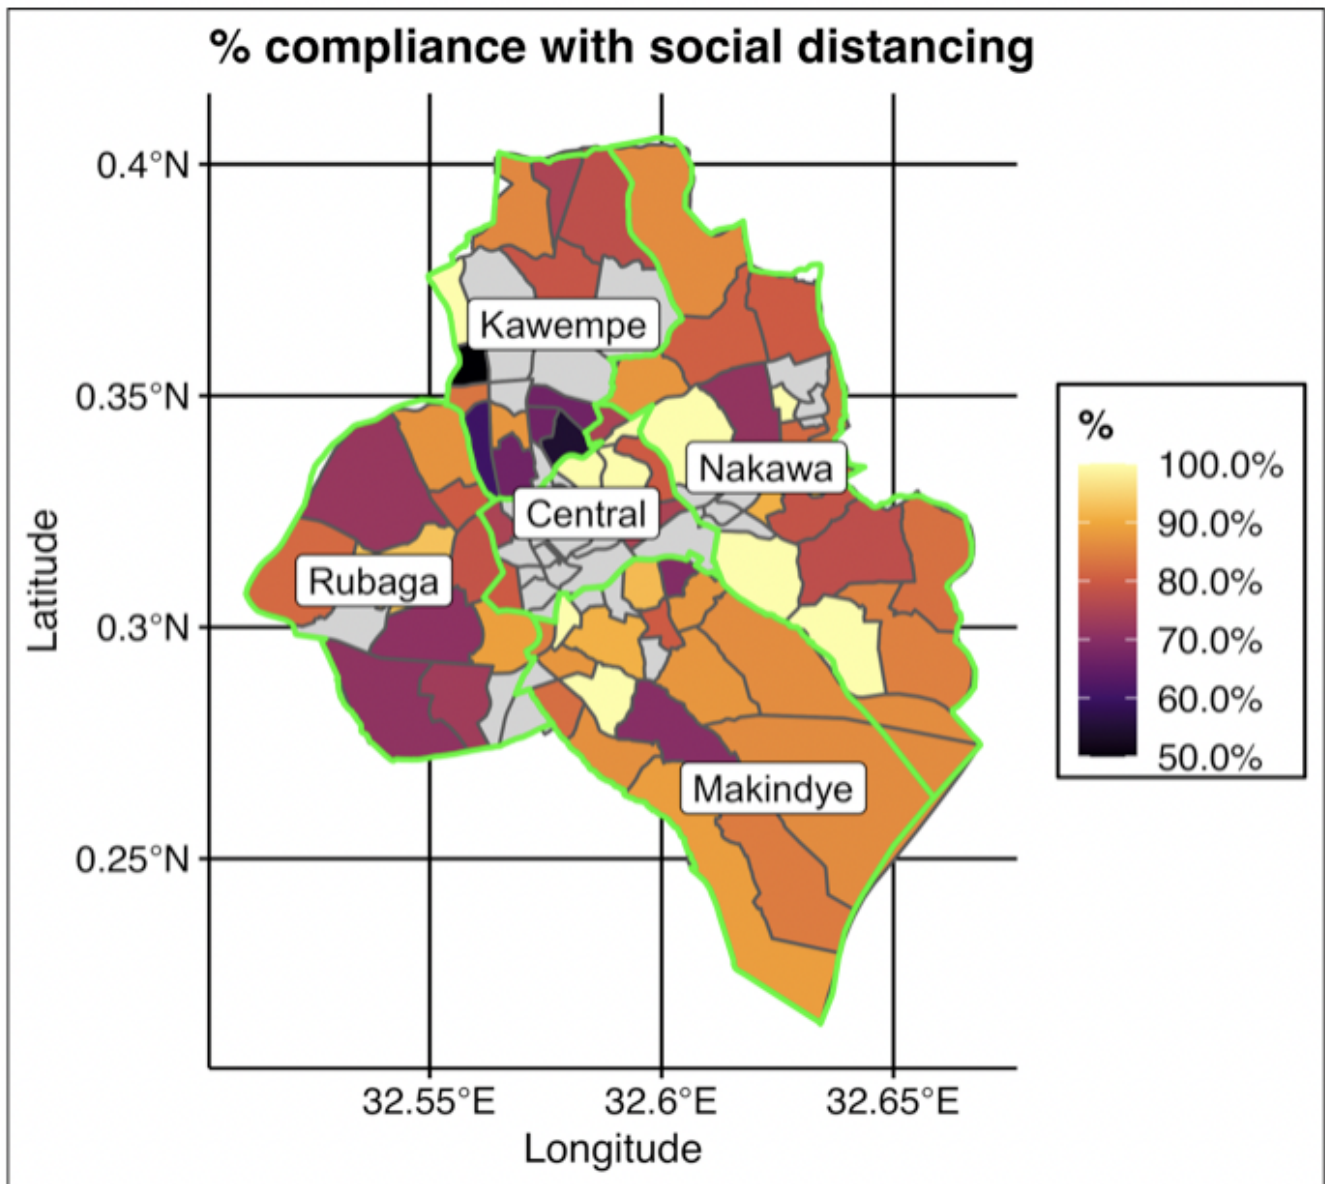 % compliance with social distancing
0.4°N
0.35°N
0.3°N
0.25°N
Latitude
Kawempe
Nakawa
Central
Rubaga
Makindye
%
100.0%
90.0%
80.0%
70.0%
60.0%
50.0%
32.55°E
32.6°E
32.65°E
Longitude